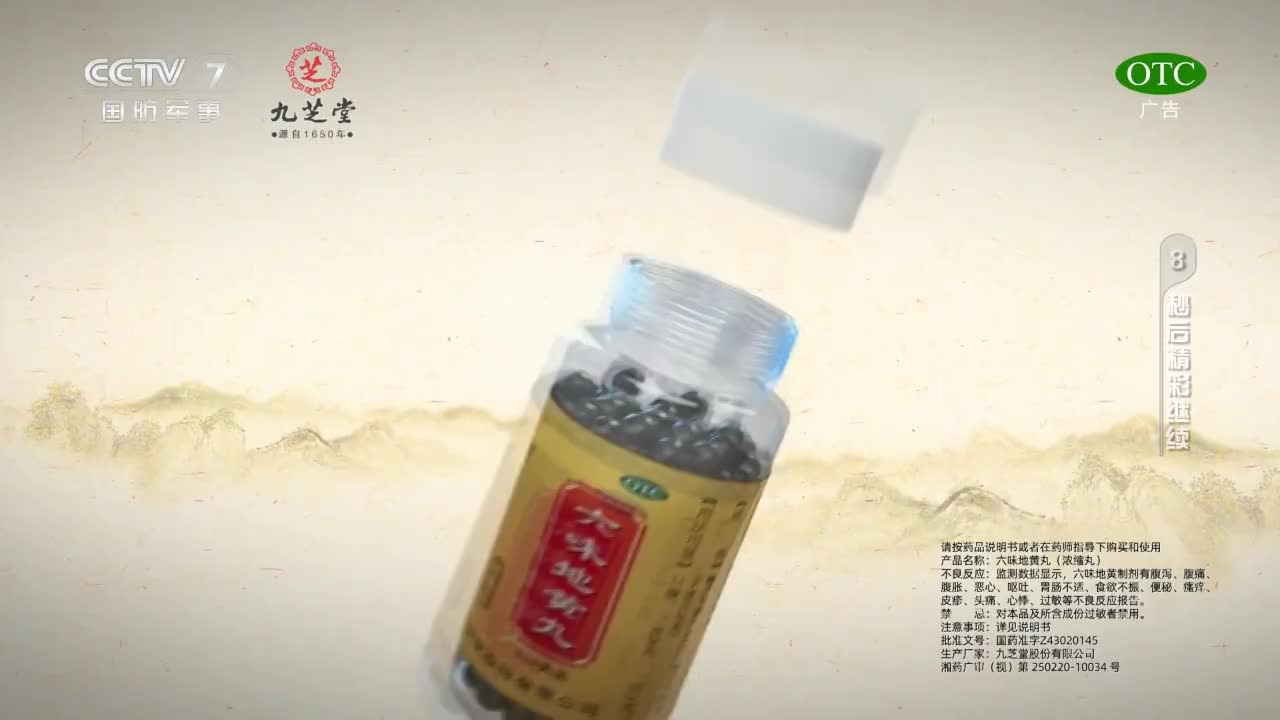 CCTV 7
国防军事
芝
九芝堂
●源自1650年●
OTC
广告
8
秒后精彩继续
OTC
六味地黄丸
请按药品说明书或者在药师指导下购买和使用
产品名称：六味地黄丸（浓缩丸）
不良反应：监测数据显示，六味地黄制剂有腹泻、腹痛、
腹胀、恶心、呕吐、胃肠不适、食欲不振、便秘、瘙痒、
皮疹、头痛、心悸、过敏等不良反应报告。
禁　　忌：对本品及所含成份过敏者禁用。
注意事项：详见说明书
批准文号：国药准字Z43020145
生产厂家：九芝堂股份有限公司
湘药广审（视）第 250220-10034 号